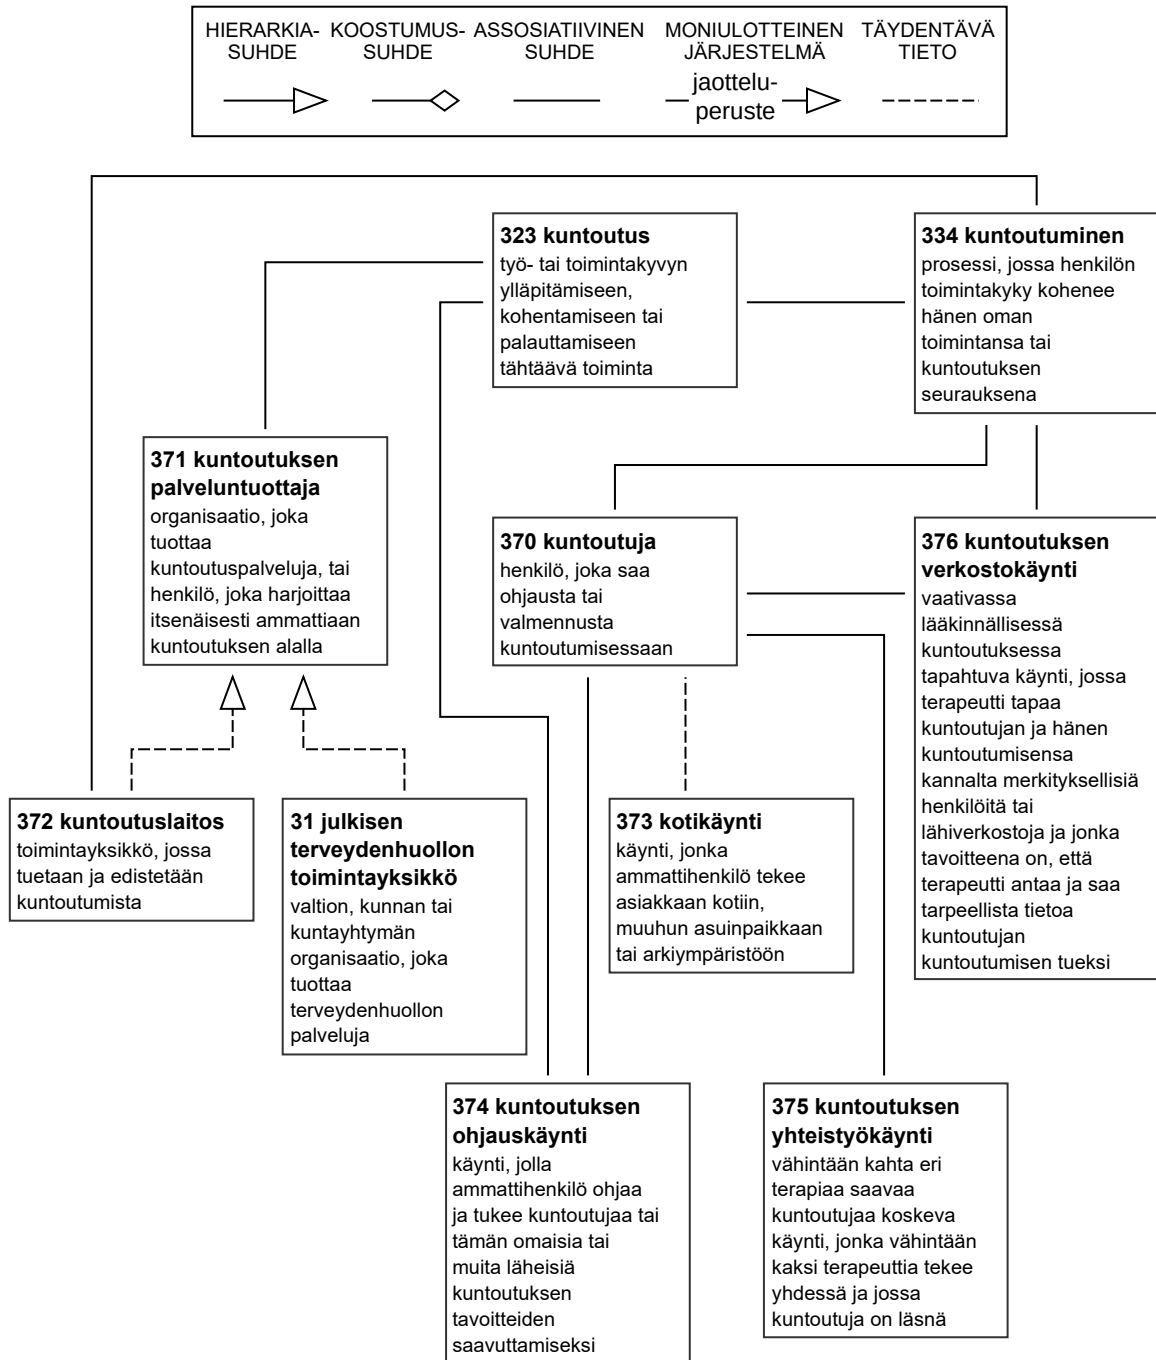 HIERARKIA-
SUHDE
KOOSTUMUS-
SUHDE
ASSOSIATIIVINEN
SUHDE
MONIULOTTEINEN
JÄRJESTELMÄ
jaottelu-
peruste
TÄYDENTÄVÄ
TIETO
323 kuntoutus
työ- tai toimintakyvyn
ylläpitämiseen,
kohentamiseen tai
palauttamiseen
tähtäävä toiminta
334 kuntoutuminen
prosessi, jossa henkilön
toimintakyky kohenee
hänen oman
toimintansa tai
kuntoutuksen
seurauksena
371 kuntoutuksen
palveluntuottaja
organisaatio, joka
tuottaa
kuntoutuspalveluja, tai
henkilö, joka harjoittaa
itsenäisesti ammattiaan
kuntoutuksen alalla
370 kuntoutuja
henkilö, joka saa
ohjausta tai
valmennusta
kuntoutumisessaan
376 kuntoutuksen
verkostokäynti
vaativassa
lääkinnällisessä
kuntoutuksessa
tapahtuva käynti, jossa
terapeutti tapaa
kuntoutujan ja hänen
kuntoutumisensa
kannalta merkityksellisiä
henkilöitä tai
lähiverkostoja ja jonka
tavoitteena on, että
terapeutti antaa ja saa
tarpeellista tietoa
kuntoutujan
kuntoutumisen tueksi
372 kuntoutuslaitos
toimintayksikkö, jossa
tuetaan ja edistetään
kuntoutumista
31 julkisen
terveydenhuollon
toimintayksikkö
valtion, kunnan tai
kuntayhtymän
organisaatio, joka
tuottaa
terveydenhuollon
palveluja
373 kotikäynti
käynti, jonka
ammattihenkilö tekee
asiakkaan kotiin,
muuhun asuinpaikkaan
tai arkiympäristöön
374 kuntoutuksen
ohjauskäynti
käynti, jolla
ammattihenkilö ohjaa
ja tukee kuntoutujaa tai
tämän omaisia tai
muita läheisiä
kuntoutuksen
tavoitteiden
saavuttamiseksi
375 kuntoutuksen
yhteistyökäynti
vähintään kahta eri
terapiaa saavaa
kuntoutujaa koskeva
käynti, jonka vähintään
kaksi terapeuttia tekee
yhdessä ja jossa
kuntoutuja on läsnä